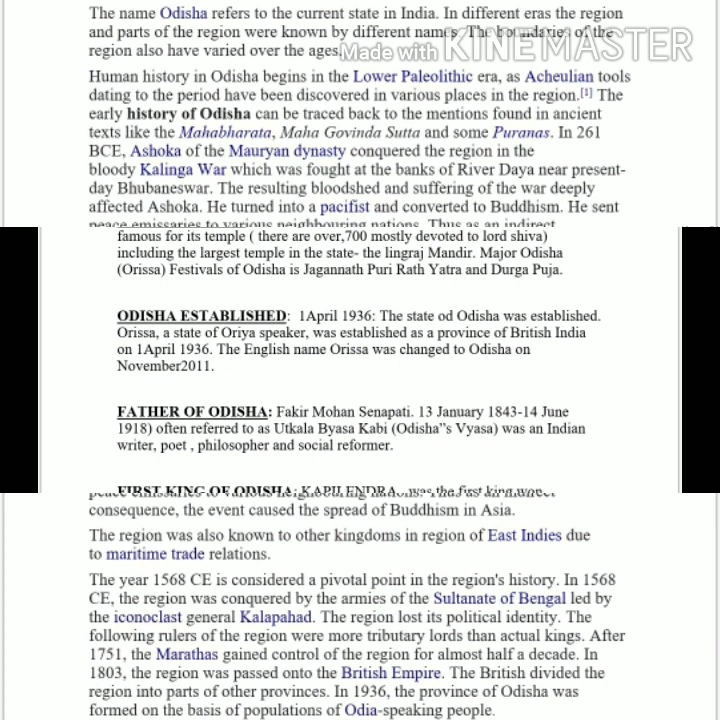 The name Odisha refers to the current state in India. In different eras the region
and parts of the region were known by different names. The boundaries of the
region also have varied over the ages.
Made with KINEMASTER
Human history in Odisha begins in the Lower Paleolithic era, as Acheulian tools
dating to the period have been discovered in various places in the region.[1] The
early history of Odisha can be traced back to the mentions found in ancient
texts like the Mahabharata, Maha Govinda Sutta and some Puranas. In 261
BCE, Ashoka of the Mauryan dynasty conquered the region in the
bloody Kalinga War which was fought at the banks of River Daya near present-
day Bhubaneswar. The resulting bloodshed and suffering of the war deeply
affected Ashoka. He turned into a pacifist and converted to Buddhism. He sent
peace emissaries to various neighbouring nations. Thus as an indirect
famous for its temple ( there are over,700 mostly devoted to lord shiva)
including the largest temple in the state- the lingraj Mandir. Major Odisha
(Orissa) Festivals of Odisha is Jagannath Puri Rath Yatra and Durga Puja.
ODISHA ESTABLISHED: 1April 1936: The state od Odisha was established.
Orissa, a state of Oriya speaker, was established as a province of British India
on 1April 1936. The English name Orissa was changed to Odisha on
November2011.
FATHER OF ODISHA: Fakir Mohan Senapati. 13 January 1843-14 June
1918) often referred to as Utkala Byasa Kabi (Odisha"s Vyasa) was an Indian
writer, poet , philosopher and social reformer.
FIRST KING OF ODISHA: KAPILENDRA
consequence, the event caused the spread of Buddhism in Asia.
The region was also known to other kingdoms in region of East Indies due
to maritime trade relations.
The year 1568 CE is considered a pivotal point in the region's history. In 1568
CE, the region was conquered by the armies of the Sultanate of Bengal led by
the iconoclast general Kalapahad. The region lost its political identity. The
following rulers of the region were more tributary lords than actual kings. After
1751, the Marathas gained control of the region for almost half a decade. In
1803, the region was passed onto the British Empire. The British divided the
region into parts of other provinces. In 1936, the province of Odisha was
formed on the basis of populations of Odia-speaking people.